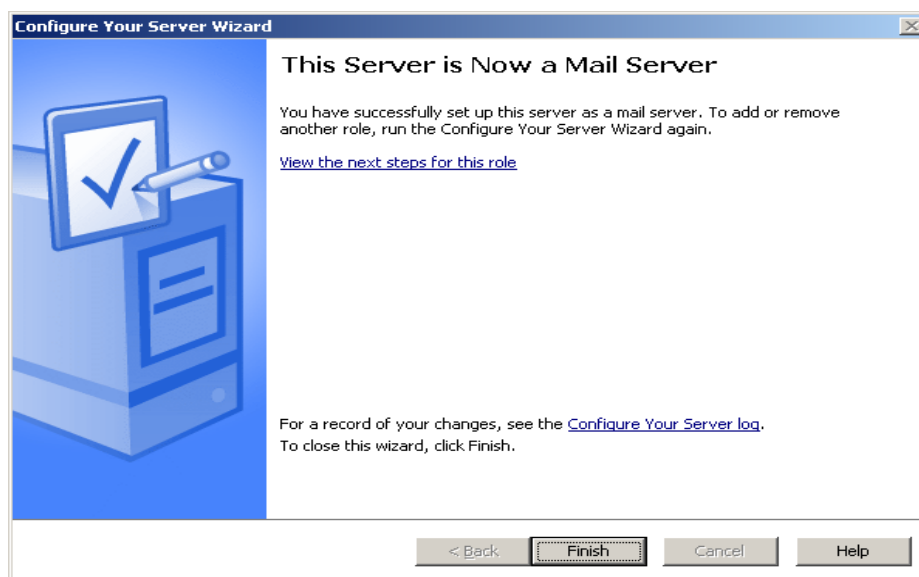 Configure Your Server Wizard
This Server is Now a Mail Server
You have successfully set up this server as a mail server. To add or remove
another role, run the Configure Your Server Wizard again.
View the next steps for this role
For a record of your changes, see the Configure Your Server log.
To close this wizard, click Finish.
< Back Finish Cancel Help